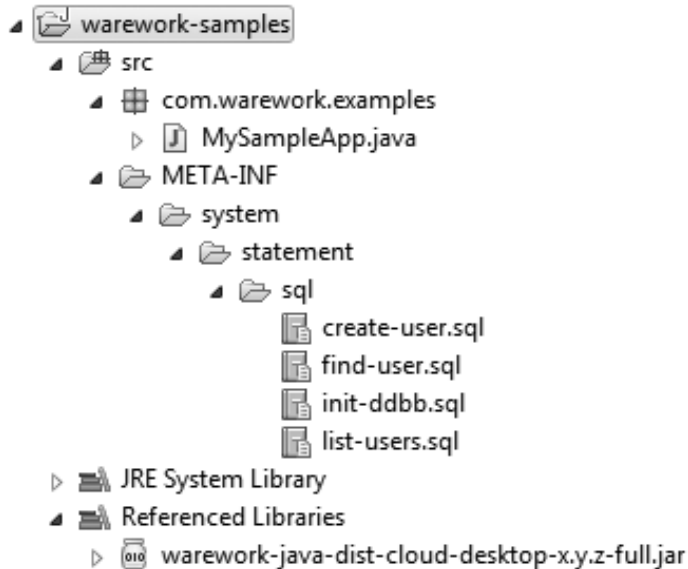 warework-samples
src
com.warework.examples
MySampleApp.java
META-INF
system
statement
sql
create-user.sql
find-user.sql
init-ddbb.sql
list-users.sql
JRE System Library
Referenced Libraries
warework-java-dist-cloud-desktop-x.y.z-full.jar